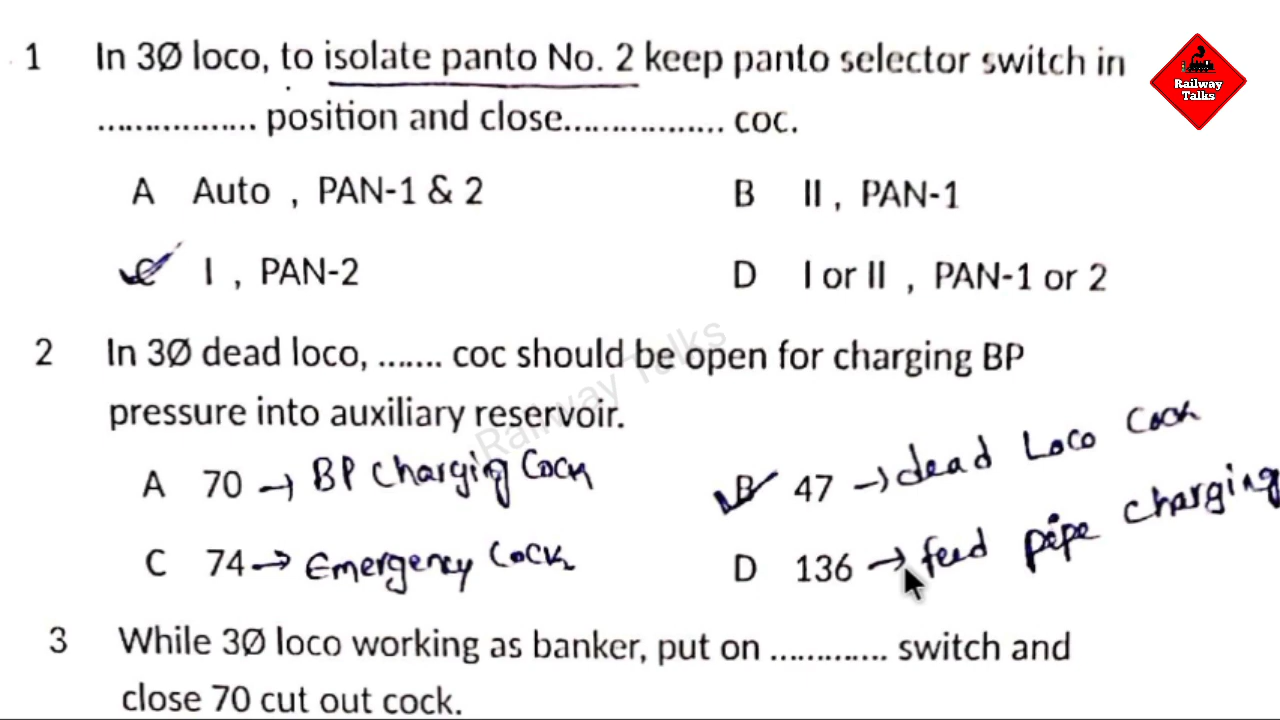 1 In 3Ø loco, to isolate panto No. 2 keep panto selector switch in
................. position and close.................. coc.
A Auto , PAN-1 & 2
B II , PAN-1
C I , PAN-2
D I or II , PAN-1 or 2
2 In 3Ø dead loco, ....... coc should be open for charging BP
pressure into auxiliary reservoir.
A 70 → BP Charging Cock
B 47 → dead Loco Cock
C 74 → Emergency Cock
D 136 → feed pipe charging
3 While 3Ø loco working as banker, put on ............. switch and
close 70 cut out cock.
Railway
Talks
Railway Talks